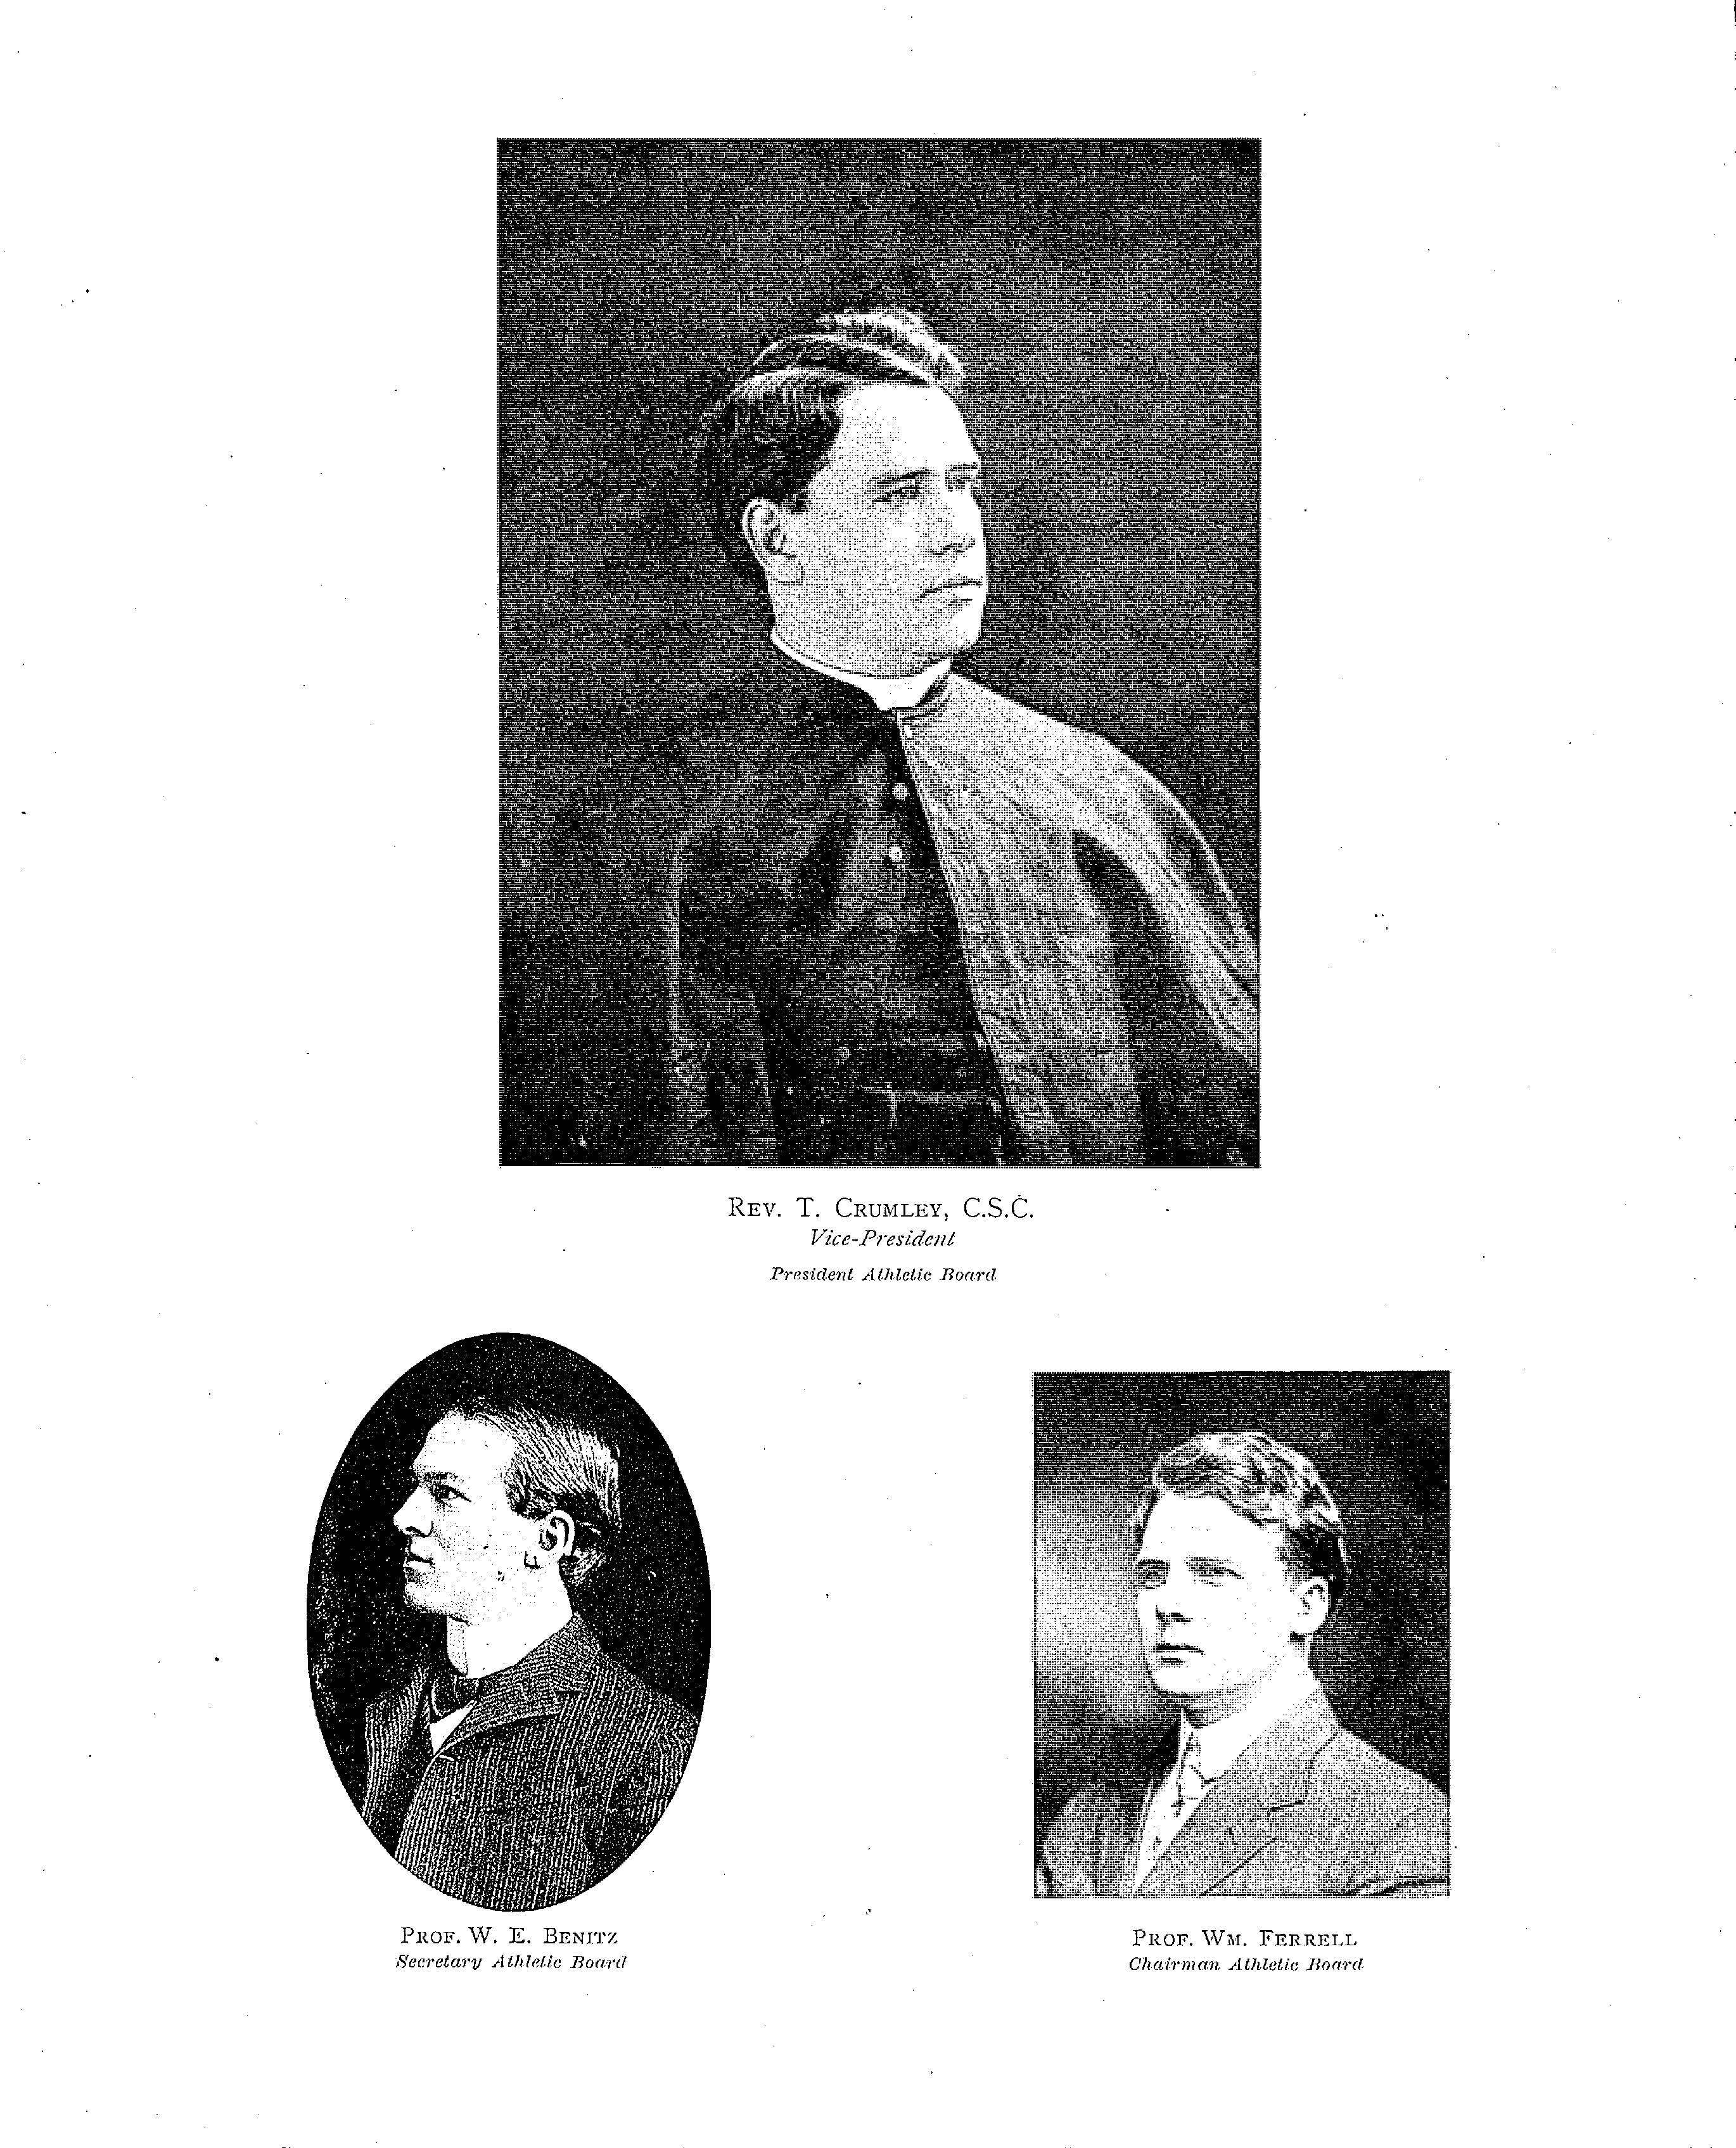 REV. T. CRUMLEY, C.S.C.
Vice-President
President Athletic Board
PROF. W. E. BENITZ
Secretary Athletic Board
PROF. WM. FERRELL
Chairman Athletic Board